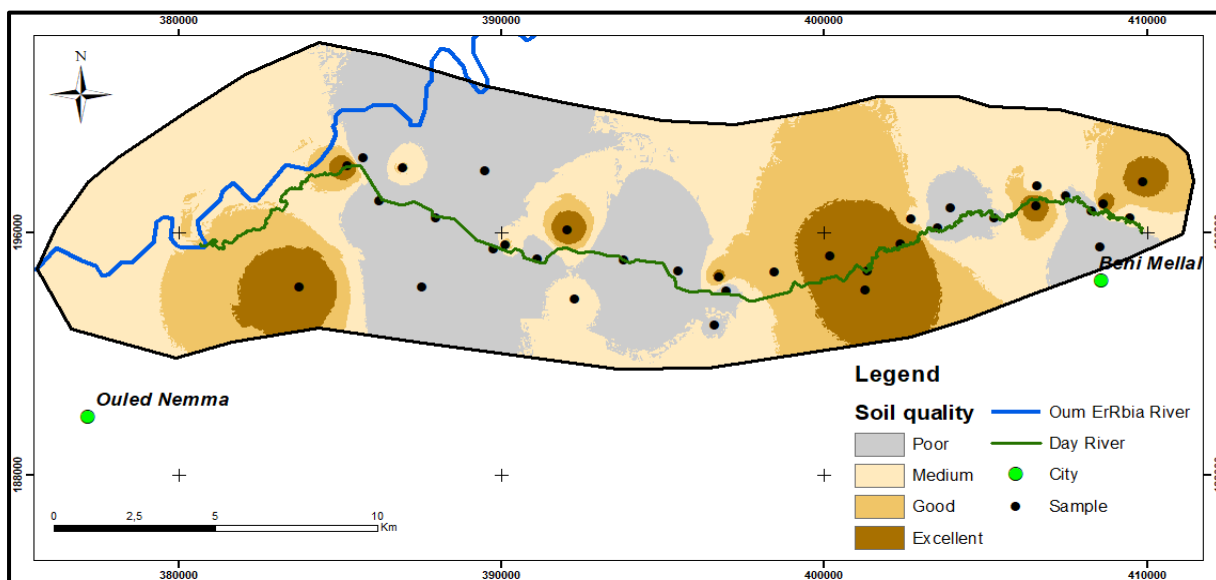 380000 390000 400000 410000
N
196000
Beni Mellal
Ouled Nemma
Legend
Soil quality
Poor
Medium
Good
Excellent
Oum ErRbia River
Day River
City
Sample
188000
0 2,5 5 10
Km
380000 390000 400000 410000